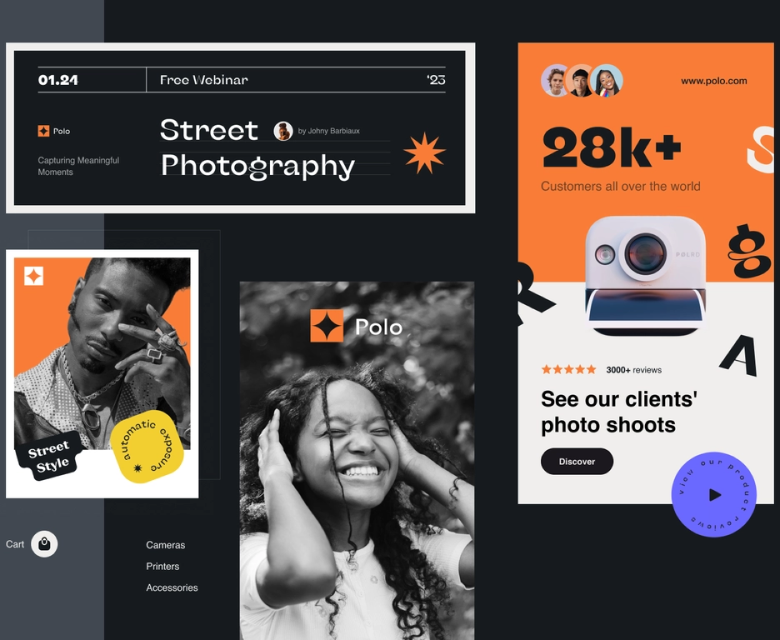 01.24
Free Webinar
'23
Polo
Street
by Johny Barbiaux
Capturing Meaningful
Moments
Photography
www.polo.com
28k+
Customers all over the world
S
g
R
A
Street
Style
automatic exposure
Polo
3000+ reviews
See our clients'
photo shoots
Discover
view our product reviews
Cart
Cameras
Printers
Accessories